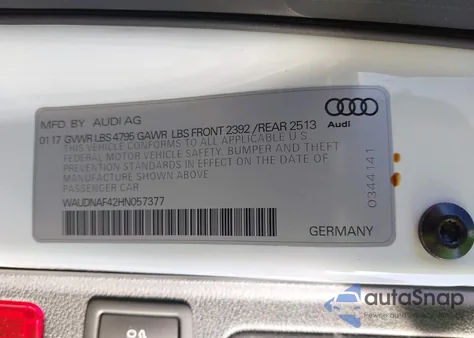 MFD. BY AUDI AG
01 17 GVWR LBS 4795 GAWR LBS FRONT 2392 /REAR 2513
THIS VEHICLE CONFORMS TO ALL APPLICABLE U.S.
FEDERAL MOTOR VEHICLE SAFETY, BUMPER AND THEFT
PREVENTION STANDARDS IN EFFECT ON THE DATE OF
MANUFACTURE SHOWN ABOVE
PASSENGER CAR
WAUDNAF42HN057377
Audi
0344141
GERMANY
autoSnap